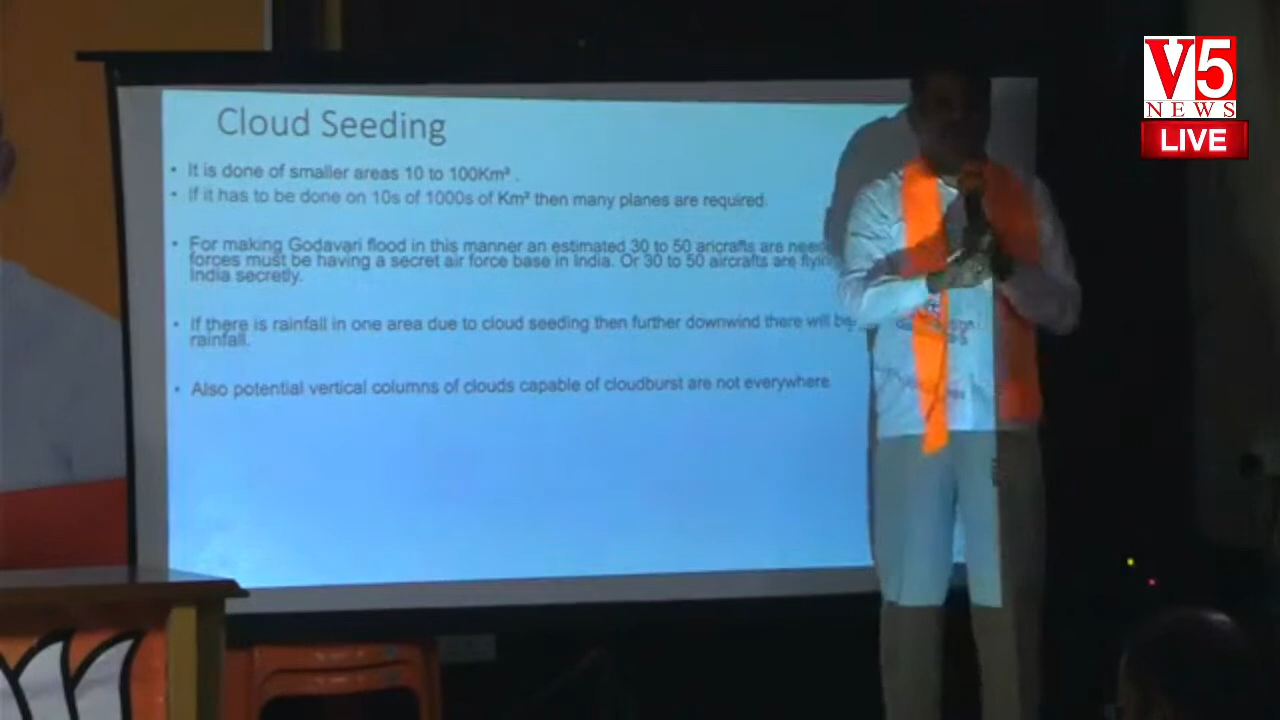 V5
NEWS
LIVE
Cloud Seeding
• It is done of smaller areas 10 to 100Km² .
• If it has to be done on 10s of 1000s of Km² then many planes are required.
• For making Godavari flood in this manner an estimated 30 to 50 aricrafts are
forces must be having a secret air force base in India. Or 30 to 50 aircrafts are
India secretly.
• If there is rainfall in one area due to cloud seeding then further downwind there will be
rainfall.
• Also potential vertical columns of clouds capable of cloudburst are not everywhere